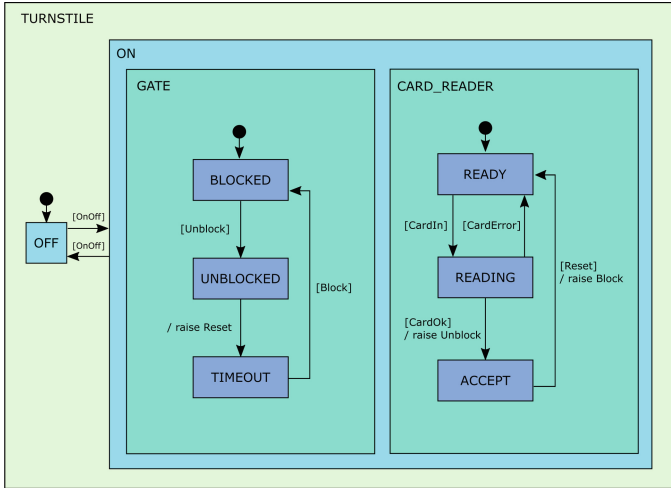 TURNSTILE
ON
GATE
CARD_READER
BLOCKED
READY
[OnOff]
OFF
[OnOff]
[Unblock]
[CardIn]
[CardError]
UNBLOCKED
READING
[Block]
[Reset]
/ raise Block
/ raise Reset
[CardOk]
/ raise Unblock
TIMEOUT
ACCEPT